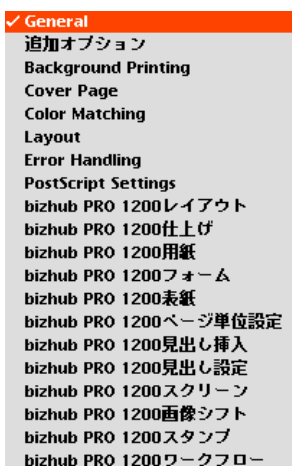 ✓ General
追加オプション
Background Printing
Cover Page
Color Matching
Layout
Error Handling
PostScript Settings
bizhub PRO 1200レイアウト
bizhub PRO 1200仕上げ
bizhub PRO 1200用紙
bizhub PRO 1200フォーム
bizhub PRO 1200表紙
bizhub PRO 1200ページ単位設定
bizhub PRO 1200見出し挿入
bizhub PRO 1200見出し設定
bizhub PRO 1200スクリーン
bizhub PRO 1200画像シフト
bizhub PRO 1200スタンプ
bizhub PRO 1200ワークフロー